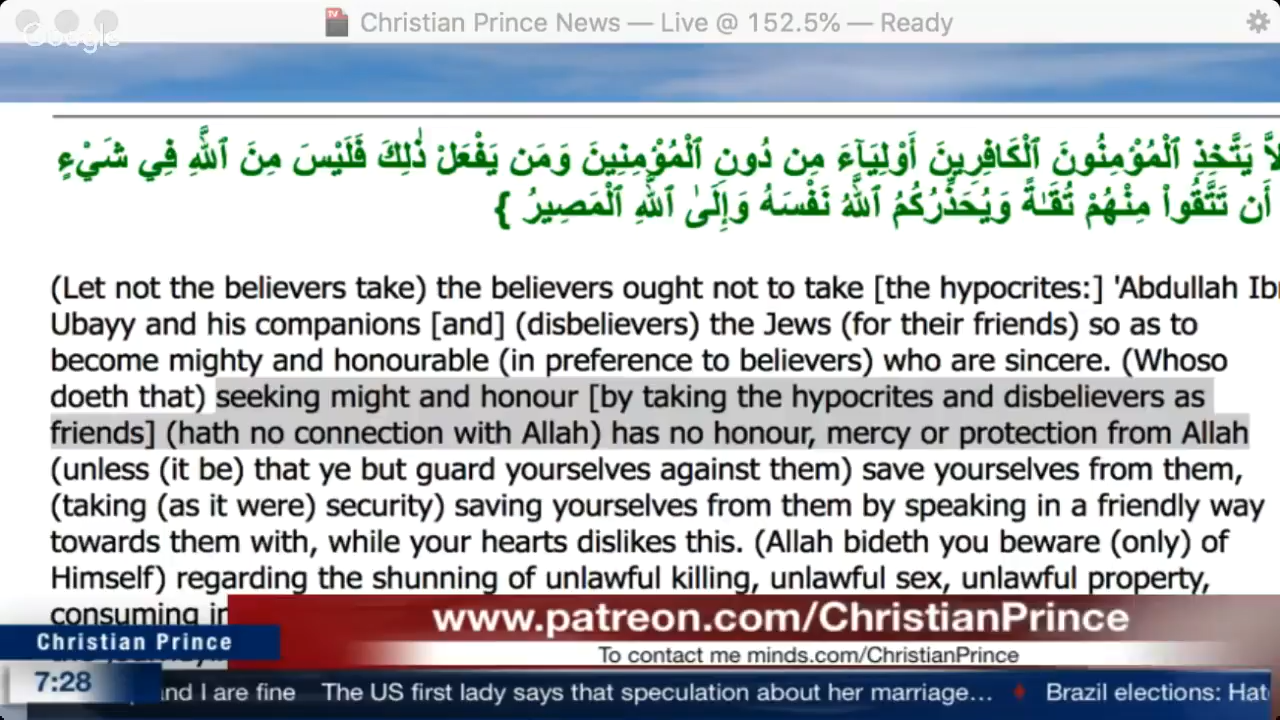 Christian Prince News — Live @ 152.5% — Ready
Google
لاَّ يَتَّخِذِ ٱلْمُؤْمِنُونَ ٱلْكَافِرِينَ أَوْلِيَآءَ مِن دُونِ ٱلْمُؤْمِنِينَ وَمَن يَفْعَلْ ذٰلِكَ فَلَيْسَ مِنَ ٱللَّهِ فِي شَيْءٍ
أَن تَتَّقُواْ مِنْهُمْ تُقَـٰةً وَيُحَذِّرُكُمُ ٱللَّهُ نَفْسَهُ وَإِلَىٰ ٱللَّهِ ٱلْمَصِيرُ }
(Let not the believers take) the believers ought not to take [the hypocrites:] 'Abdullah
Ubayy and his companions [and] (disbelievers) the Jews (for their friends) so as to
become mighty and honourable (in preference to believers) who are sincere. (Whoso
doeth that) seeking might and honour [by taking the hypocrites and disbelievers as
friends] (hath no connection with Allah) has no honour, mercy or protection from Allah
(unless (it be) that ye but guard yourselves against them) save yourselves from them,
(taking (as it were) security) saving yourselves from them by speaking in a friendly way
towards them with, while your hearts dislikes this. (Allah bideth you beware (only) of
Himself) regarding the shunning of unlawful killing, unlawful sex, unlawful property,
consuming
www.patreon.com/ChristianPrince
Christian Prince
To contact me minds.com/ChristianPrince
7:28
and I are fine The US first lady says that speculation about her marriage... ♦ Brazil elections: